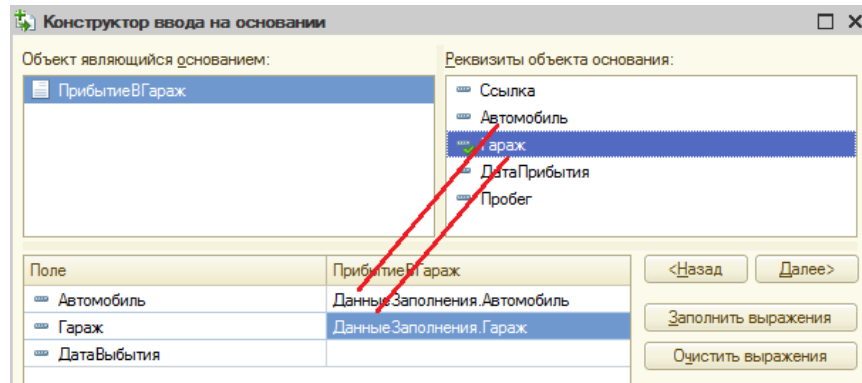 Конструктор ввода на основании
Объект являющийся основанием:
ПрибытиеВГараж
Реквизиты объекта основания:
Ссылка
Автомобиль
Гараж
ДатаПрибытия
Пробег
Поле
ПрибытиеВГараж
Автомобиль
ДанныеЗаполнения.Автомобиль
Гараж
ДанныеЗаполнения.Гараж
ДатаВыбытия
<Назад
Далее>
Заполнить выражения
Очистить выражения